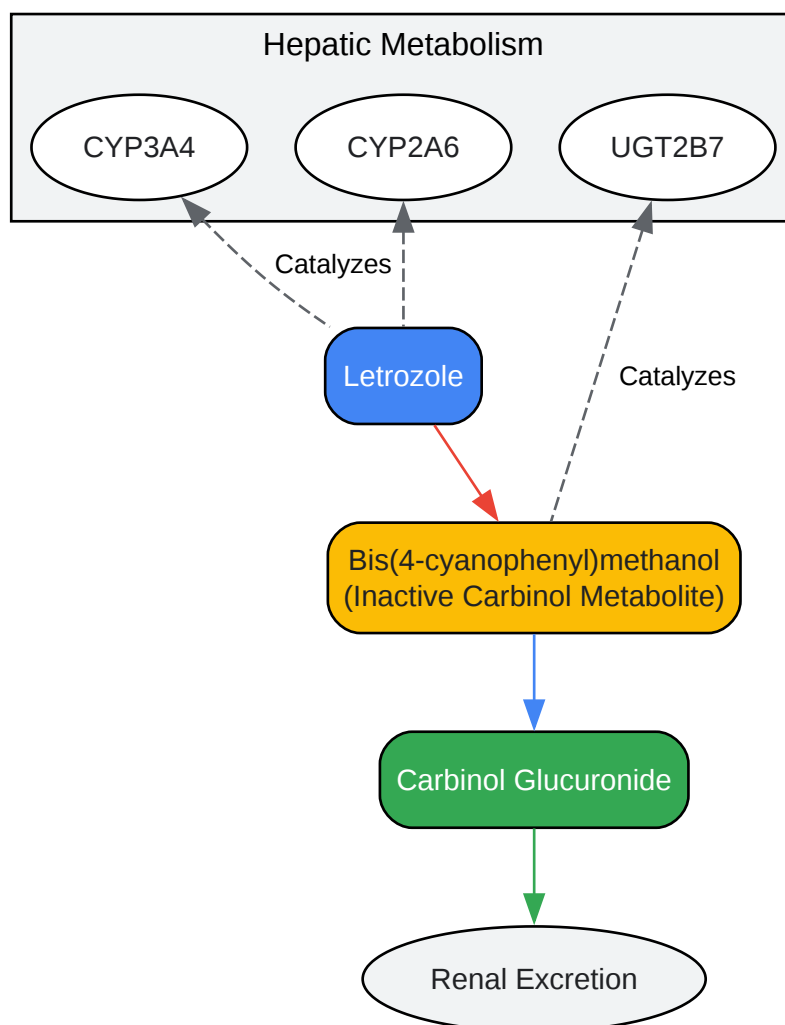 Hepatic Metabolism
CYP3A4
CYP2A6
UGT2B7
Catalyzes
Letrozole
Catalyzes
Bis(4-cyanophenyl)methanol
(Inactive Carbinol Metabolite)
Carbinol Glucuronide
Renal Excretion